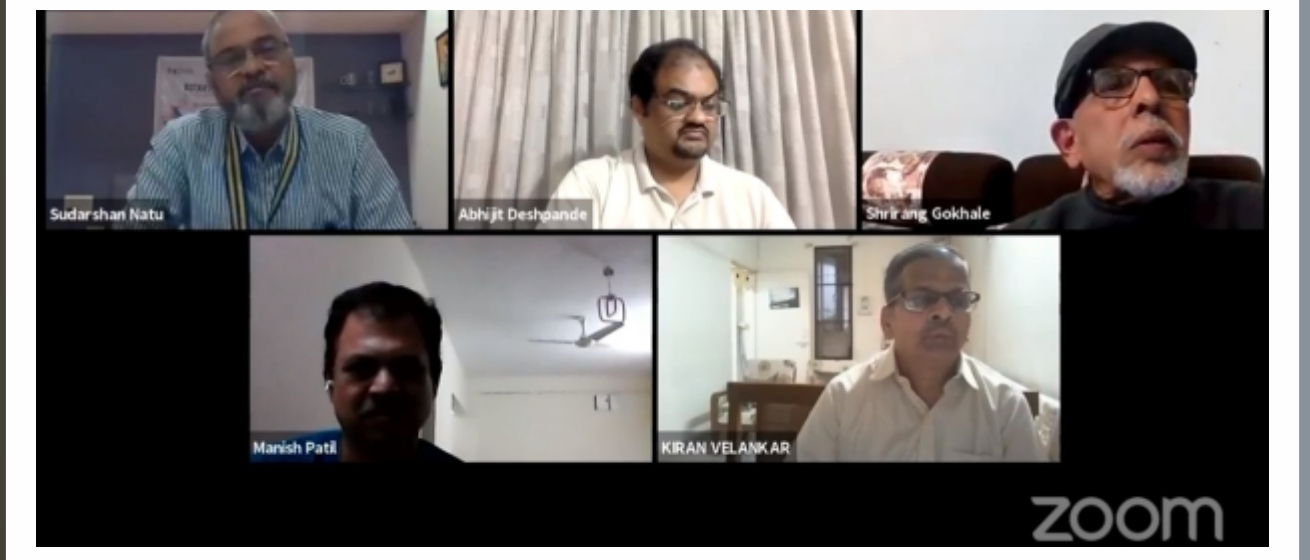 Sudarshan Natu
Abhijit Deshpande
Shrirang Gokhale
Manish Patil
KIRAN VELANKAR
zoom